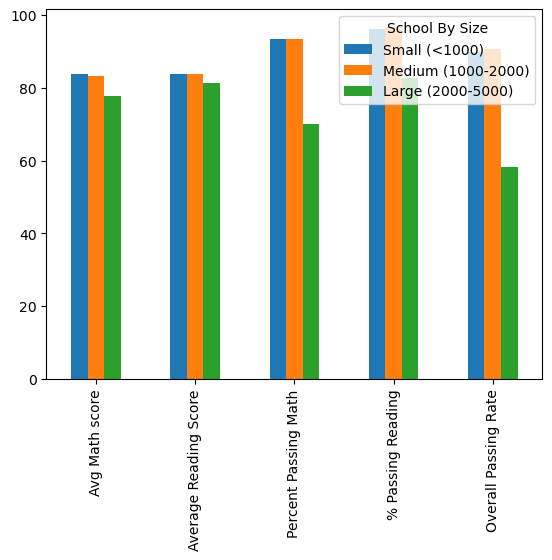 100
80
60
40
20
0
School By Size
Small (<1000)
Medium (1000-2000)
Large (2000-5000)
Avg Math score
Average Reading Score
Percent Passing Math
% Passing Reading
Overall Passing Rate